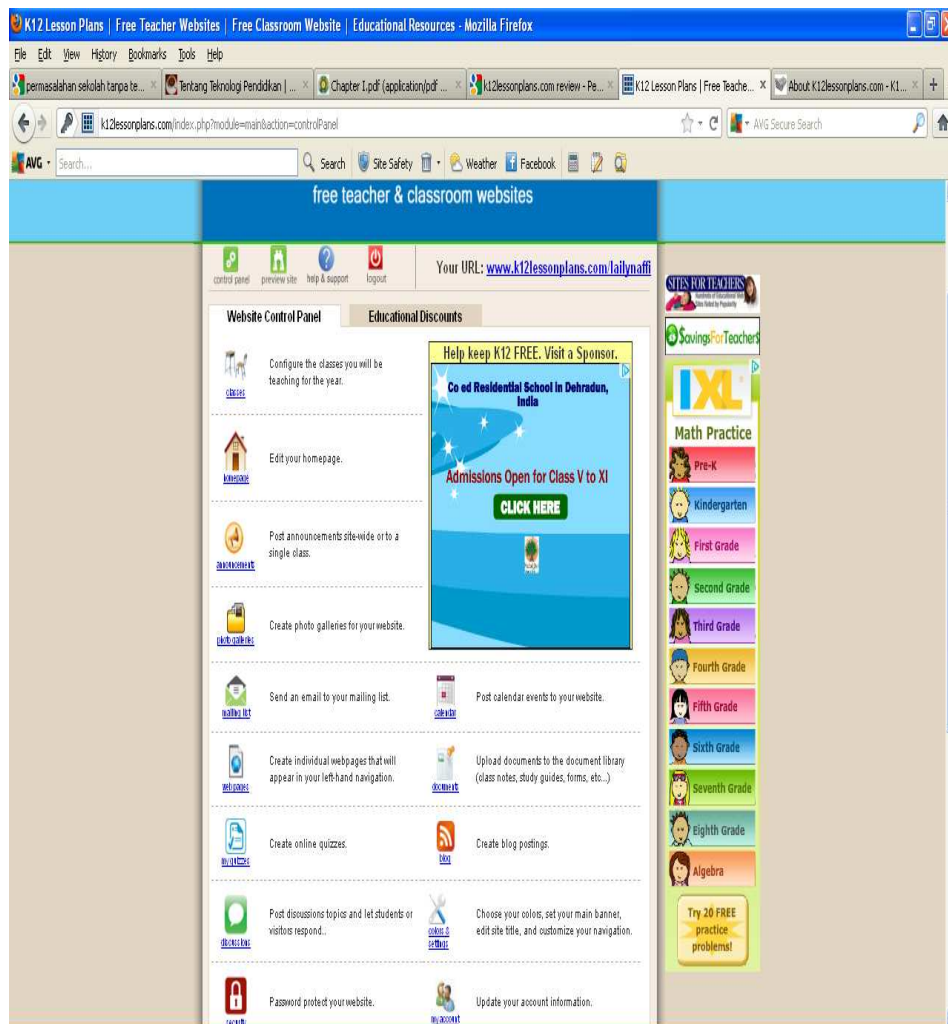 K12 Lesson Plans | Free Teacher Websites | Free Classroom Website | Educational Resources - Mozilla Firefox
File Edit View History Bookmarks Tools Help
permasalahan sekolah tanpa te...
Tentang Teknologi Pendidikan | ...
Chapter I.pdf (application/pdf ...
k12lessonplans.com review - Pe...
K12 Lesson Plans | Free Teache...
About K12lessonplans.com - K1...
k12lessonplans.com/index.php?module=main&action=controlPanel
AVG Secure Search
AVG Search... Search Site Safety Weather Facebook
free teacher & classroom websites
control panel preview site help & support logout
Your URL: www.k12lessonplans.com/lailynaffi
Website Control Panel Educational Discounts
classes
Configure the classes you will be
teaching for the year.
homepage
Edit your homepage.
announcements
Post announcements site-wide or to a
single class.
photo galleries
Create photo galleries for your website.
Help keep K12 FREE. Visit a Sponsor.
Co ed Residential School in Dehradun,
India
Admissions Open for Class V to XI
CLICK HERE
mailing list
Send an email to your mailing list.
calendar
Post calendar events to your website.
web pages
Create individual webpages that will
appear in your left-hand navigation.
documents
Upload documents to the document library
(class notes, study guides, forms, etc...)
my quizzes
Create online quizzes.
blog
Create blog postings.
discussions
Post discussions topics and let students or
visitors respond..
colors &
settings
Choose your colors, set your main banner,
edit site title, and customize your navigation.
security
Password protect your website.
my account
Update your account information.
SITES FOR TEACHERS
Hundreds of Educational Web
Sites Rated by Popularity
$avingsForTeachers
IXL
Math Practice
Pre-K
Kindergarten
First Grade
Second Grade
Third Grade
Fourth Grade
Fifth Grade
Sixth Grade
Seventh Grade
Eighth Grade
Algebra
Try 20 FREE
practice
problems!